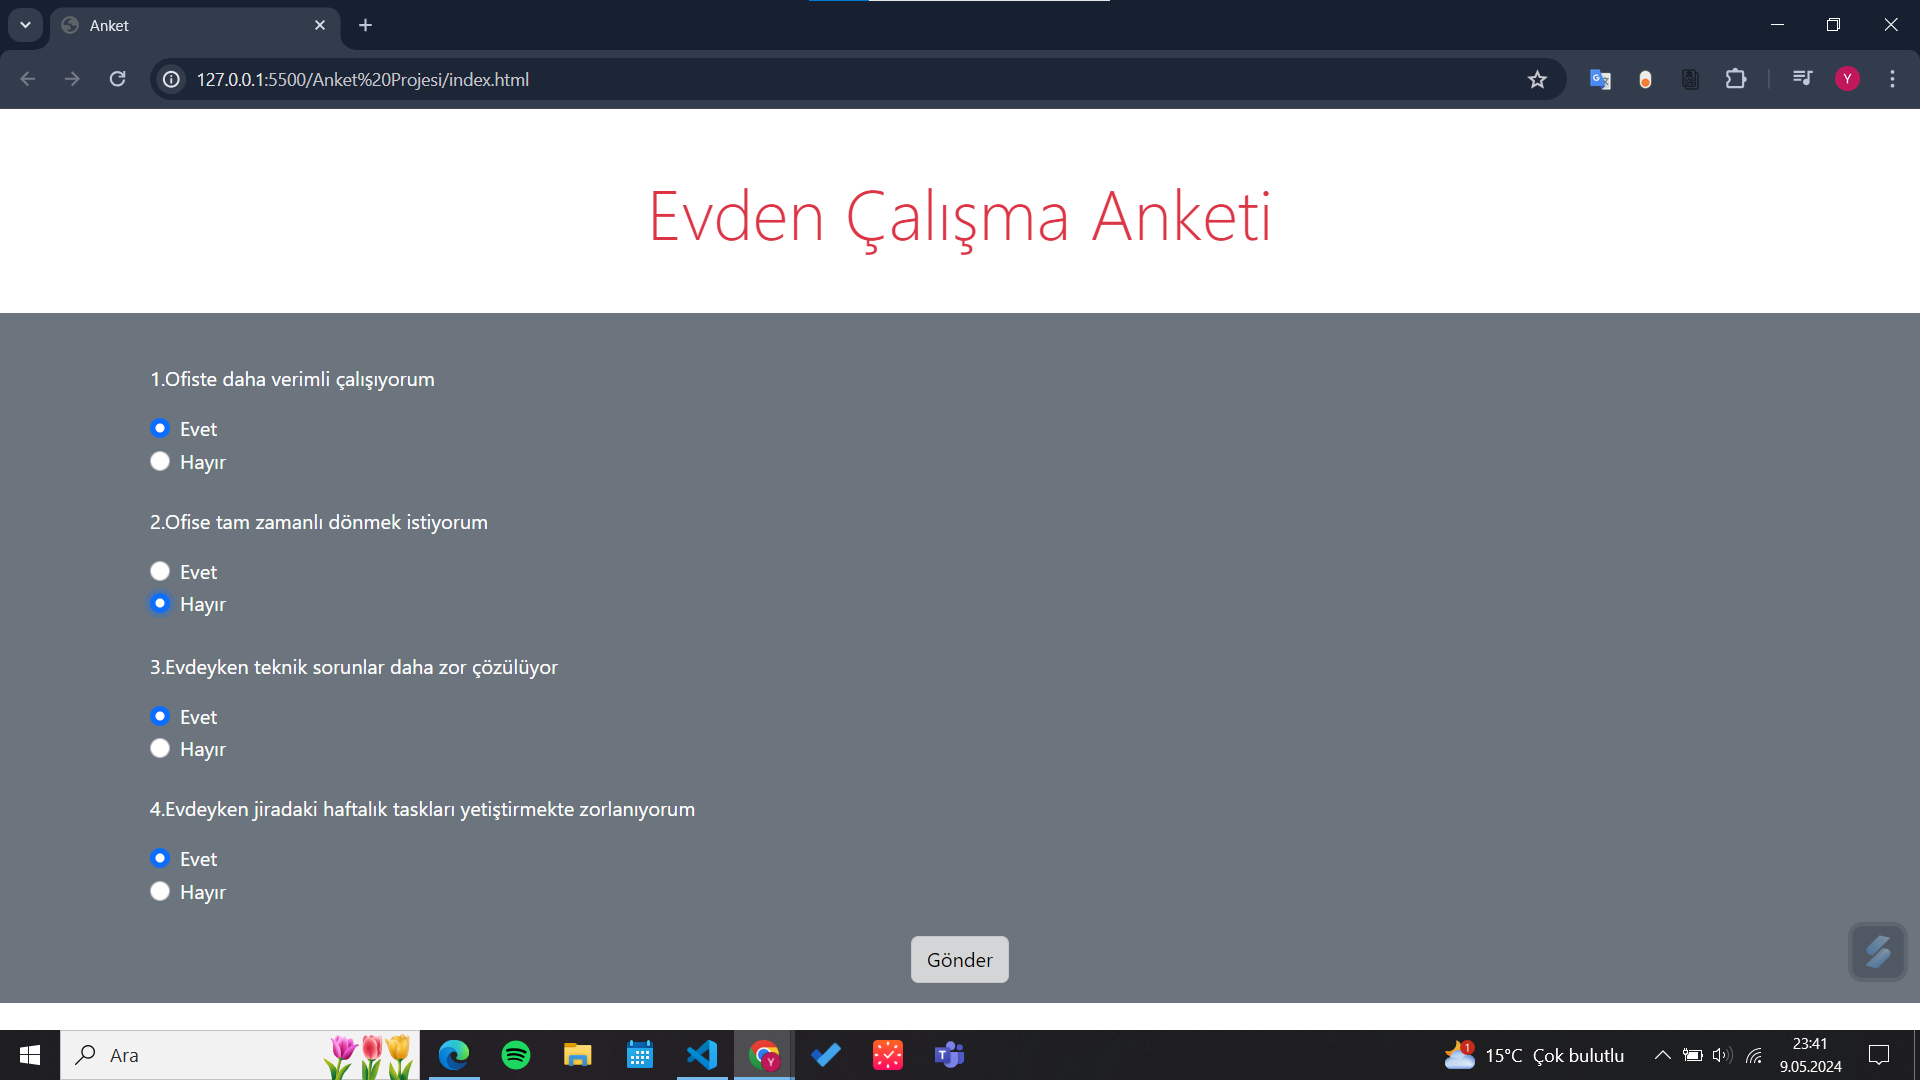 Anket
127.0.0.1:5500/Anket%20Projesi/index.html
Y
Evden Çalışma Anketi
1.Ofiste daha verimli çalışıyorum
Evet
Hayır
2.Ofise tam zamanlı dönmek istiyorum
Evet
Hayır
3.Evdeyken teknik sorunlar daha zor çözülüyor
Evet
Hayır
4.Evdeyken jiradaki haftalık taskları yetiştirmekte zorlanıyorum
Evet
Hayır
Gönder
Ara
1
15°C Çok bulutlu
23:41
9.05.2024